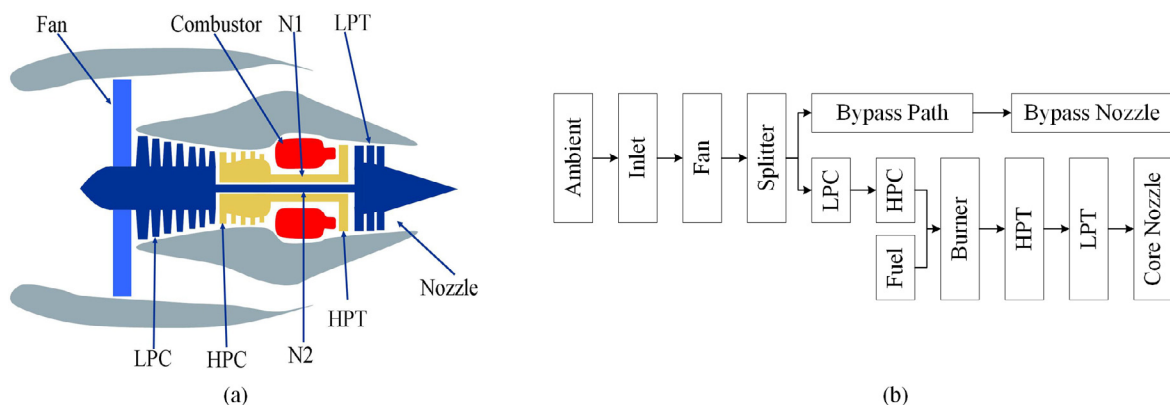 Fan
Combustor
N1
LPT
LPC
HPC
N2
HPT
Nozzle
(a)
Ambient
Inlet
Fan
Splitter
Bypass Path
Bypass Nozzle
LPC
HPC
Fuel
Burner
HPT
LPT
Core Nozzle
(b)